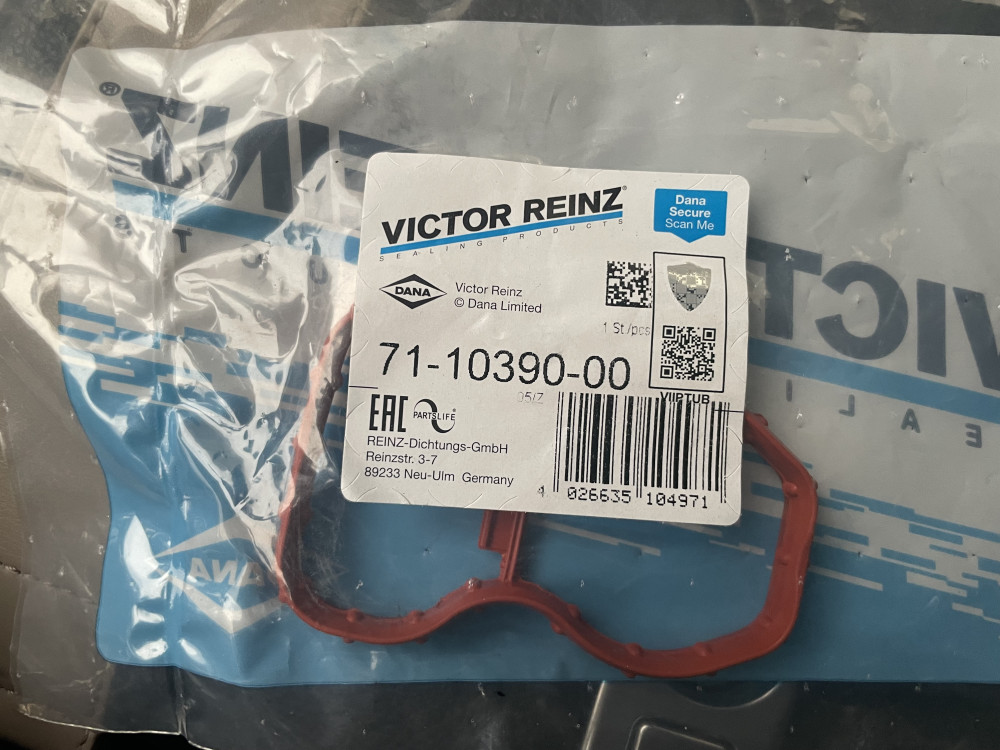 VICTOR REINZ®
SEALING PRODUCTS
Dana
Secure
Scan Me
DANA
Victor Reinz
© Dana Limited
1 St/pcs
71-10390-00
05/Z
VIIPTUB
EAC
PARTSLIFE®
REINZ-Dichtungs-GmbH
Reinzstr. 3-7
89233 Neu-Ulm Germany
4 026635 104971